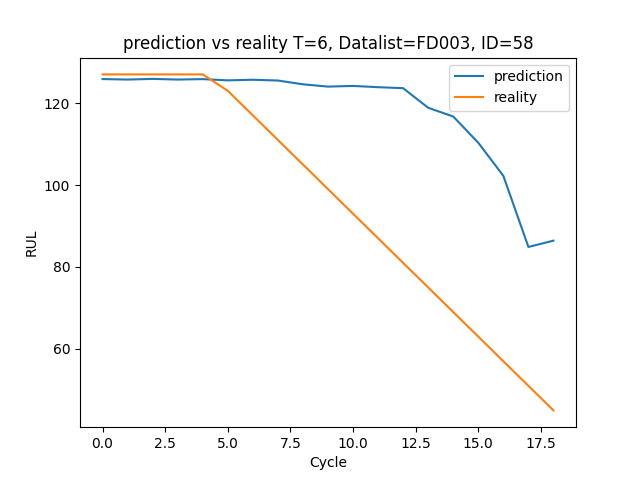 prediction vs reality T=6, Datalist=FD003, ID=58
prediction
reality
RUL
120
100
80
60
0.0 2.5 5.0 7.5 10.0 12.5 15.0 17.5
Cycle